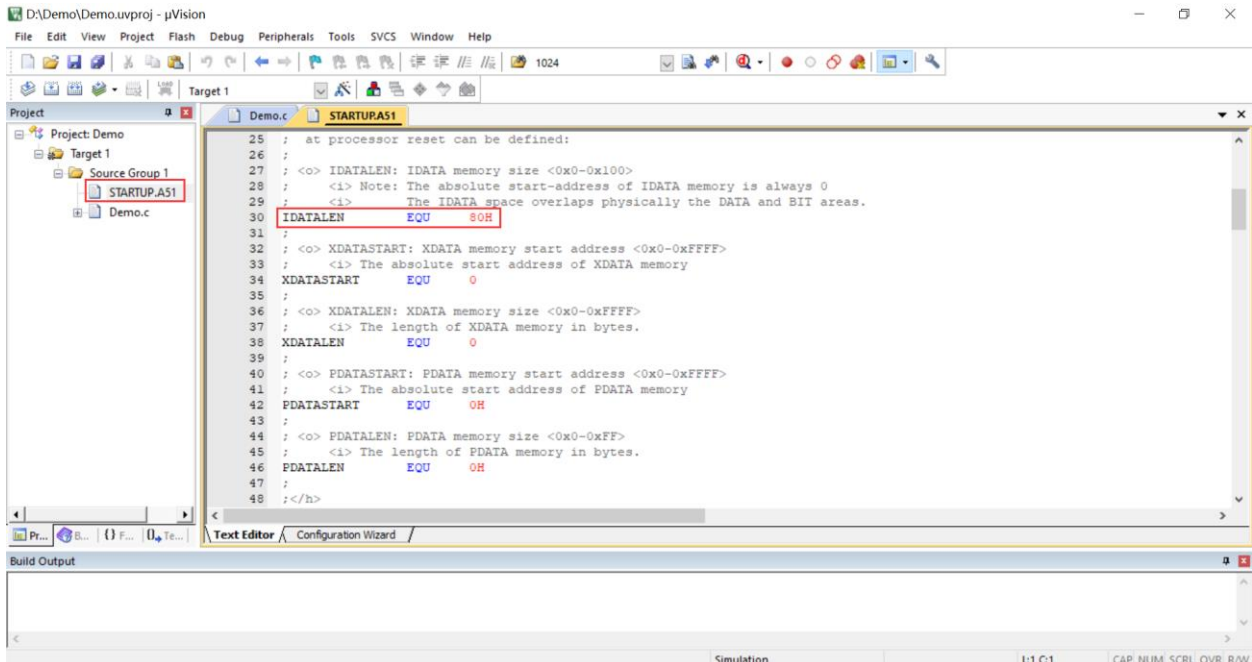 D:\Demo\Demo.uvproj - µVision
File Edit View Project Flash Debug Peripherals Tools SVCS Window Help
1024
LOAD Target 1
Project
Demo.c STARTUP.A51
Project: Demo
Target 1
Source Group 1
STARTUP.A51
Demo.c
25 ; at processor reset can be defined:
26 ;
27 ; <o> IDATALEN: IDATA memory size <0x0-0x100>
28 ; <i> Note: The absolute start-address of IDATA memory is always 0
29 ; <i> The IDATA space overlaps physically the DATA and BIT areas.
30 IDATALEN EQU 80H
31 ;
32 ; <o> XDATASTART: XDATA memory start address <0x0-0xFFFF>
33 ; <i> The absolute start address of XDATA memory
34 XDATASTART EQU 0
35 ;
36 ; <o> XDATALEN: XDATA memory size <0x0-0xFFFF>
37 ; <i> The length of XDATA memory in bytes.
38 XDATALEN EQU 0
39 ;
40 ; <o> PDATASTART: PDATA memory start address <0x0-0xFFFF>
41 ; <i> The absolute start address of PDATA memory
42 PDATASTART EQU 0H
43 ;
44 ; <o> PDATALEN: PDATA memory size <0x0-0xFF>
45 ; <i> The length of PDATA memory in bytes.
46 PDATALEN EQU 0H
47 ;
48 ;</h>
Pr... B... {} F... 0 Te...
Text Editor Configuration Wizard
Build Output
Simulation L:1 C:1 CAP NUM SCRL OVR R/W